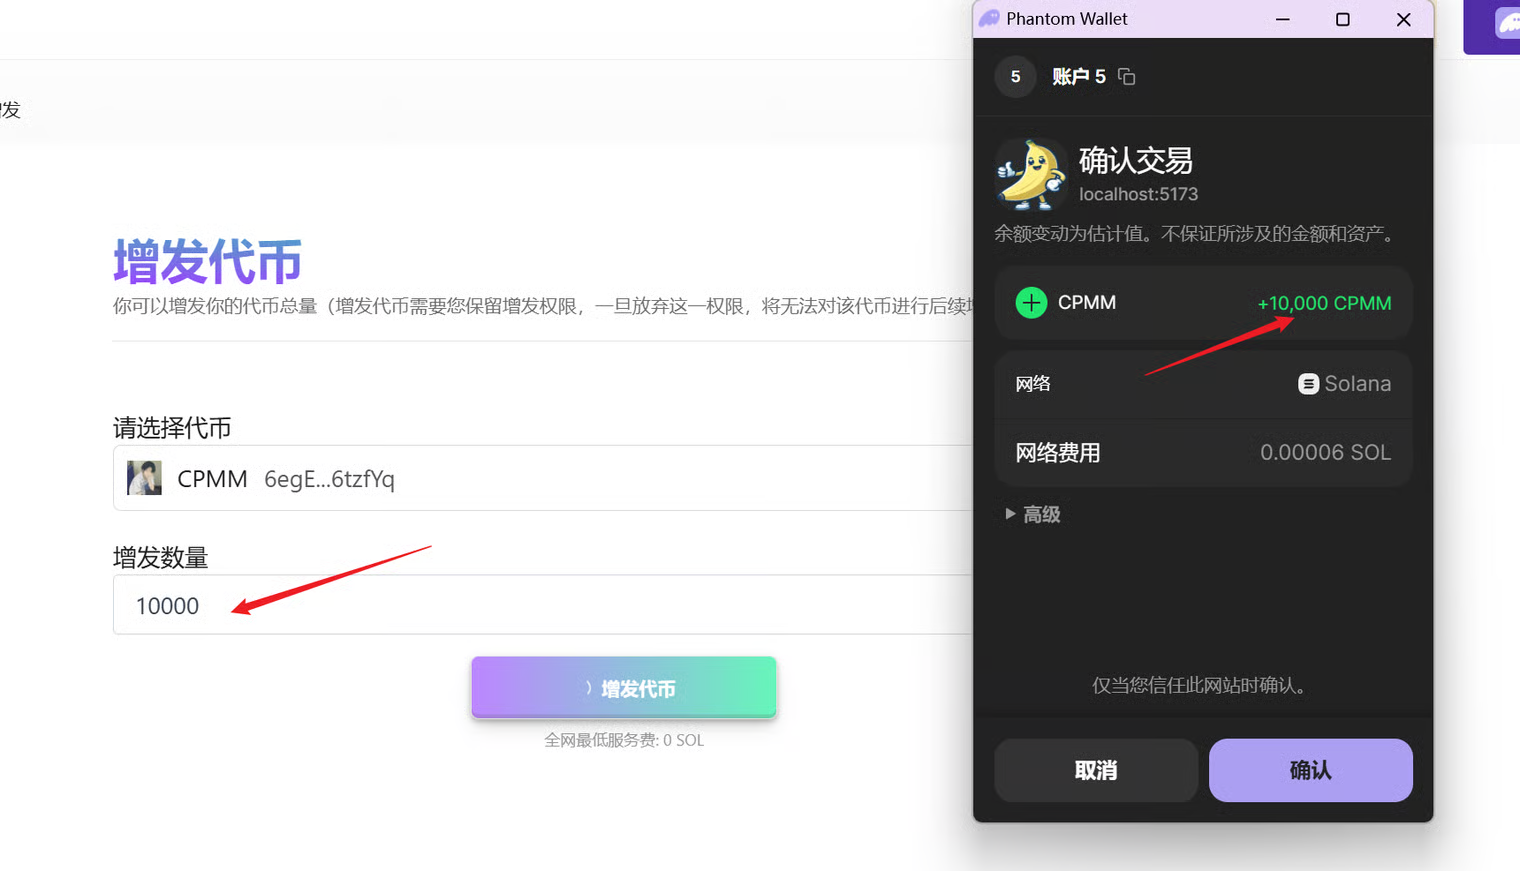 Phantom Wallet
5
账户 5
增发代币
你可以增发你的代币总量（增发代币需要您保留增发权限，一旦放弃这一权限，将无法对该代币进行后续
请选择代币
CPMM 6egE...6tzfYq
增发数量
10000
增发代币
全网最低服务费: 0 SOL
确认交易
localhost:5173
余额变动为估计值。不保证所涉及的金额和资产。
CPMM +10,000 CPMM
网络 Solana
网络费用 0.00006 SOL
高级
仅当您信任此网站时确认。
取消 确认